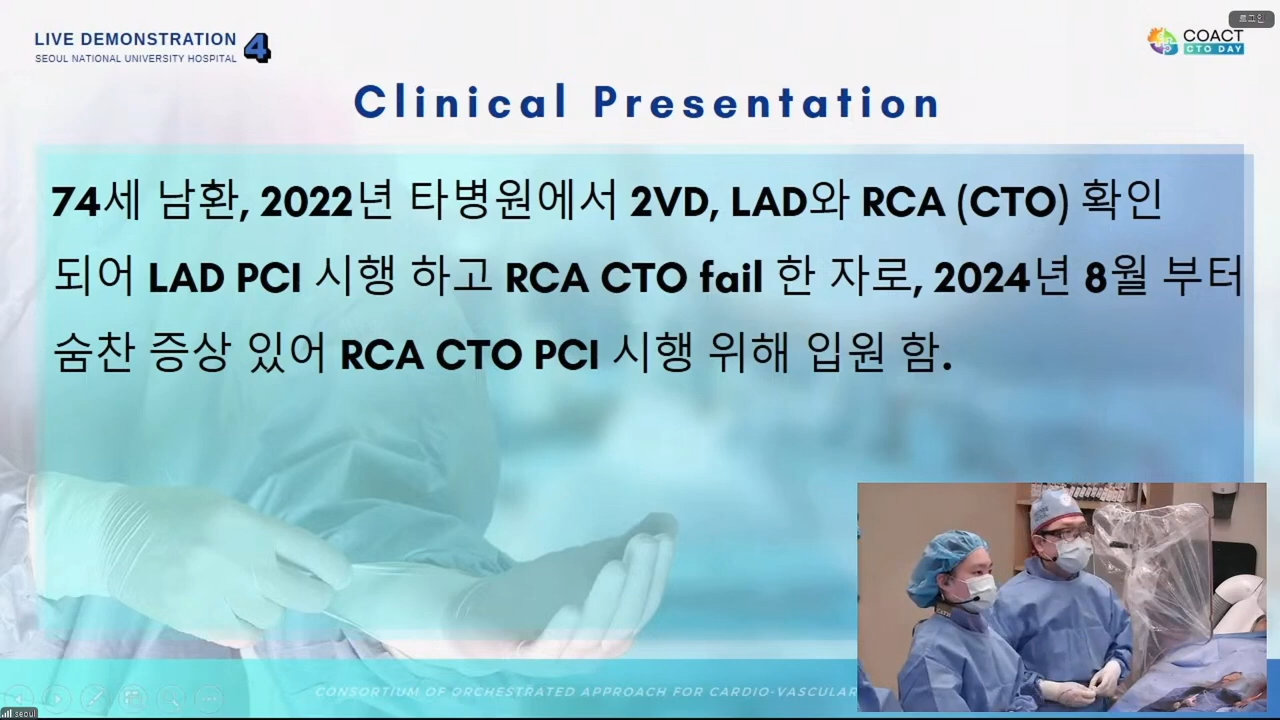 로그인
LIVE DEMONSTRATION 4
SEOUL NATIONAL UNIVERSITY HOSPITAL
COACT
CTO DAY
Clinical Presentation
74세 남환, 2022년 타병원에서 2VD, LAD와 RCA (CTO) 확인
되어 LAD PCI 시행 하고 RCA CTO fail 한 자로, 2024년 8월 부터
숨찬 증상 있어 RCA CTO PCI 시행 위해 입원 함.
CONSORTIUM OF ORCHESTRATED APPROACH FOR CARDIO-VASCULAR
seoul